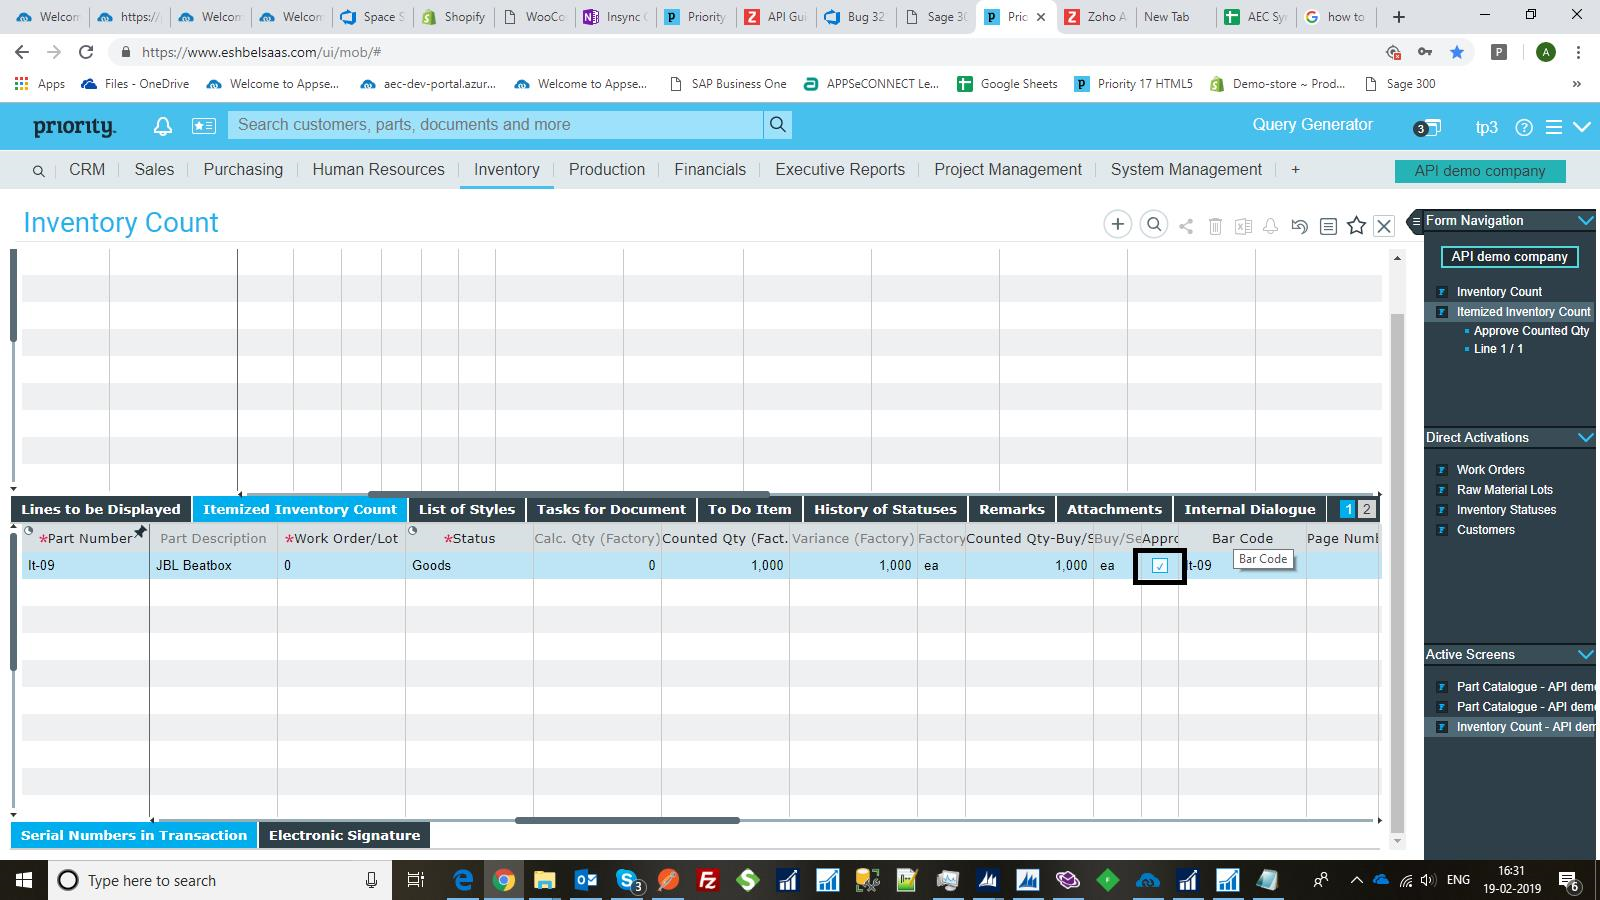 Welcom
https:/
Welcom
Welcom
Space S
Shopify
WooCo
Insync
Priority
API Gui
Bug 32
Sage 30
Pric
Zoho A
New Tab
AEC Sy
how to
https://www.eshbelsaas.com/ui/mob/#
P
A
Apps
Files - OneDrive
Welcome to Appse...
aec-dev-portal.azur...
Welcome to Appse...
SAP Business One
APPSeCONNECT Le...
Google Sheets
Priority 17 HTML5
Demo-store ~ Prod...
Sage 300
»
priority.
Search customers, parts, documents and more
Query Generator
3
tp3
?
CRM
Sales
Purchasing
Human Resources
Inventory
Production
Financials
Executive Reports
Project Management
System Management
+
API demo company
Inventory Count
Form Navigation
API demo company
Inventory Count
Itemized Inventory Count
Approve Counted Qty
Line 1 / 1
Direct Activations
Work Orders
Raw Material Lots
Inventory Statuses
Customers
Active Screens
Part Catalogue - API dem
Part Catalogue - API dem
Inventory Count - API dem
Lines to be Displayed
Itemized Inventory Count
List of Styles
Tasks for Document
To Do Item
History of Statuses
Remarks
Attachments
Internal Dialogue
1
2
*Part Number
Part Description
*Work Order/Lot
*Status
Calc. Qty (Factory)
Counted Qty (Fact.
Variance (Factory)
Factory
Counted Qty-Buy/S
Buy/Se
Appro
Bar Code
Page Num
It-09
JBL Beatbox
0
Goods
0
1,000
1,000
ea
1,000
ea
It-09
Bar Code
Serial Numbers in Transaction
Electronic Signature
Type here to search
3
ENG
16:31
19-02-2019
6